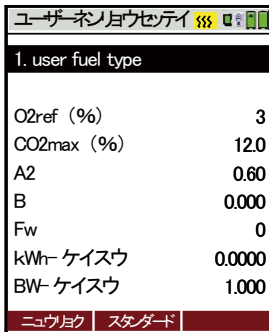 ユーザーネンリョウセッテイ
1. user fuel type
O2ref (%) 3
CO2max (%) 12.0
A2 0.60
B 0.000
Fw 0
kWh-ケイスウ 0.0000
BW-ケイスウ 1.000
ニュウリョク スタンダード